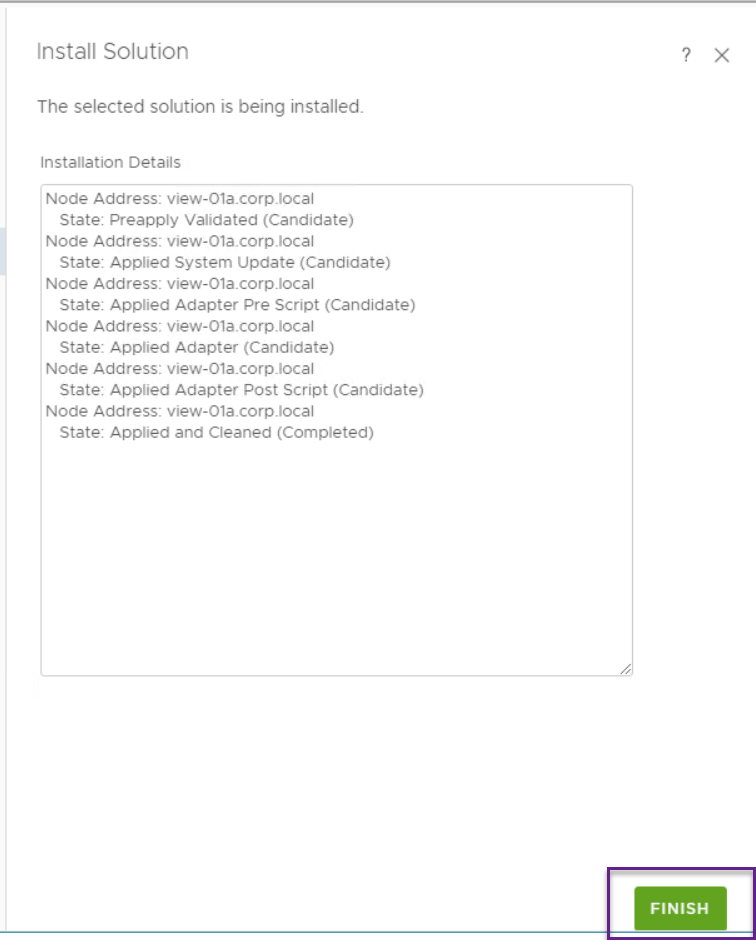 Install Solution
?
The selected solution is being installed.
Installation Details
Node Address: view-01a.corp.local
State: Preapply Validated (Candidate)
Node Address: view-01a.corp.local
State: Applied System Update (Candidate)
Node Address: view-01a.corp.local
State: Applied Adapter Pre Script (Candidate)
Node Address: view-01a.corp.local
State: Applied Adapter (Candidate)
Node Address: view-01a.corp.local
State: Applied Adapter Post Script (Candidate)
Node Address: view-01a.corp.local
State: Applied and Cleaned (Completed)
FINISH